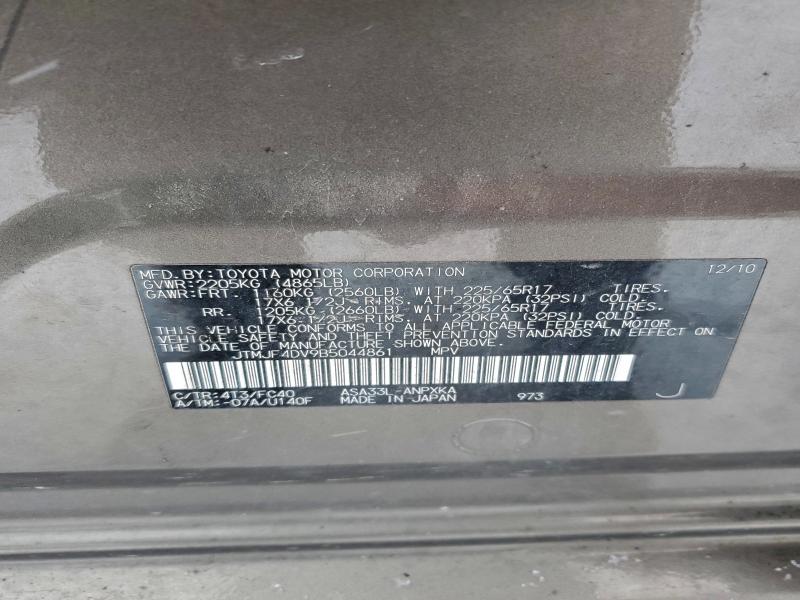 MFD. BY: TOYOTA MOTOR CORPORATION 12/10
GVWR: 2205KG (4865LB)
GAWR: FRT. 1160KG (2560LB) WITH 225/65R17 TIRES.
17X6 1/2J RIMS. AT 220KPA (32PSI) COLD.
RR. 1205KG (2660LB) WITH 225/65R17 TIRES.
17X6 1/2J RIMS. AT 220KPA (32PSI) COLD.
THIS VEHICLE CONFORMS TO ALL APPLICABLE FEDERAL MOTOR
VEHICLE SAFETY AND THEFT PREVENTION STANDARDS IN EFFECT ON
THE DATE OF MANUFACTURE SHOWN ABOVE.
JTMJF4DV9B5044861 MPV
C/TR: 4T3/FC40 ASA33L-ANPXKA
A/TM: -07A/U140F MADE IN JAPAN 973 J